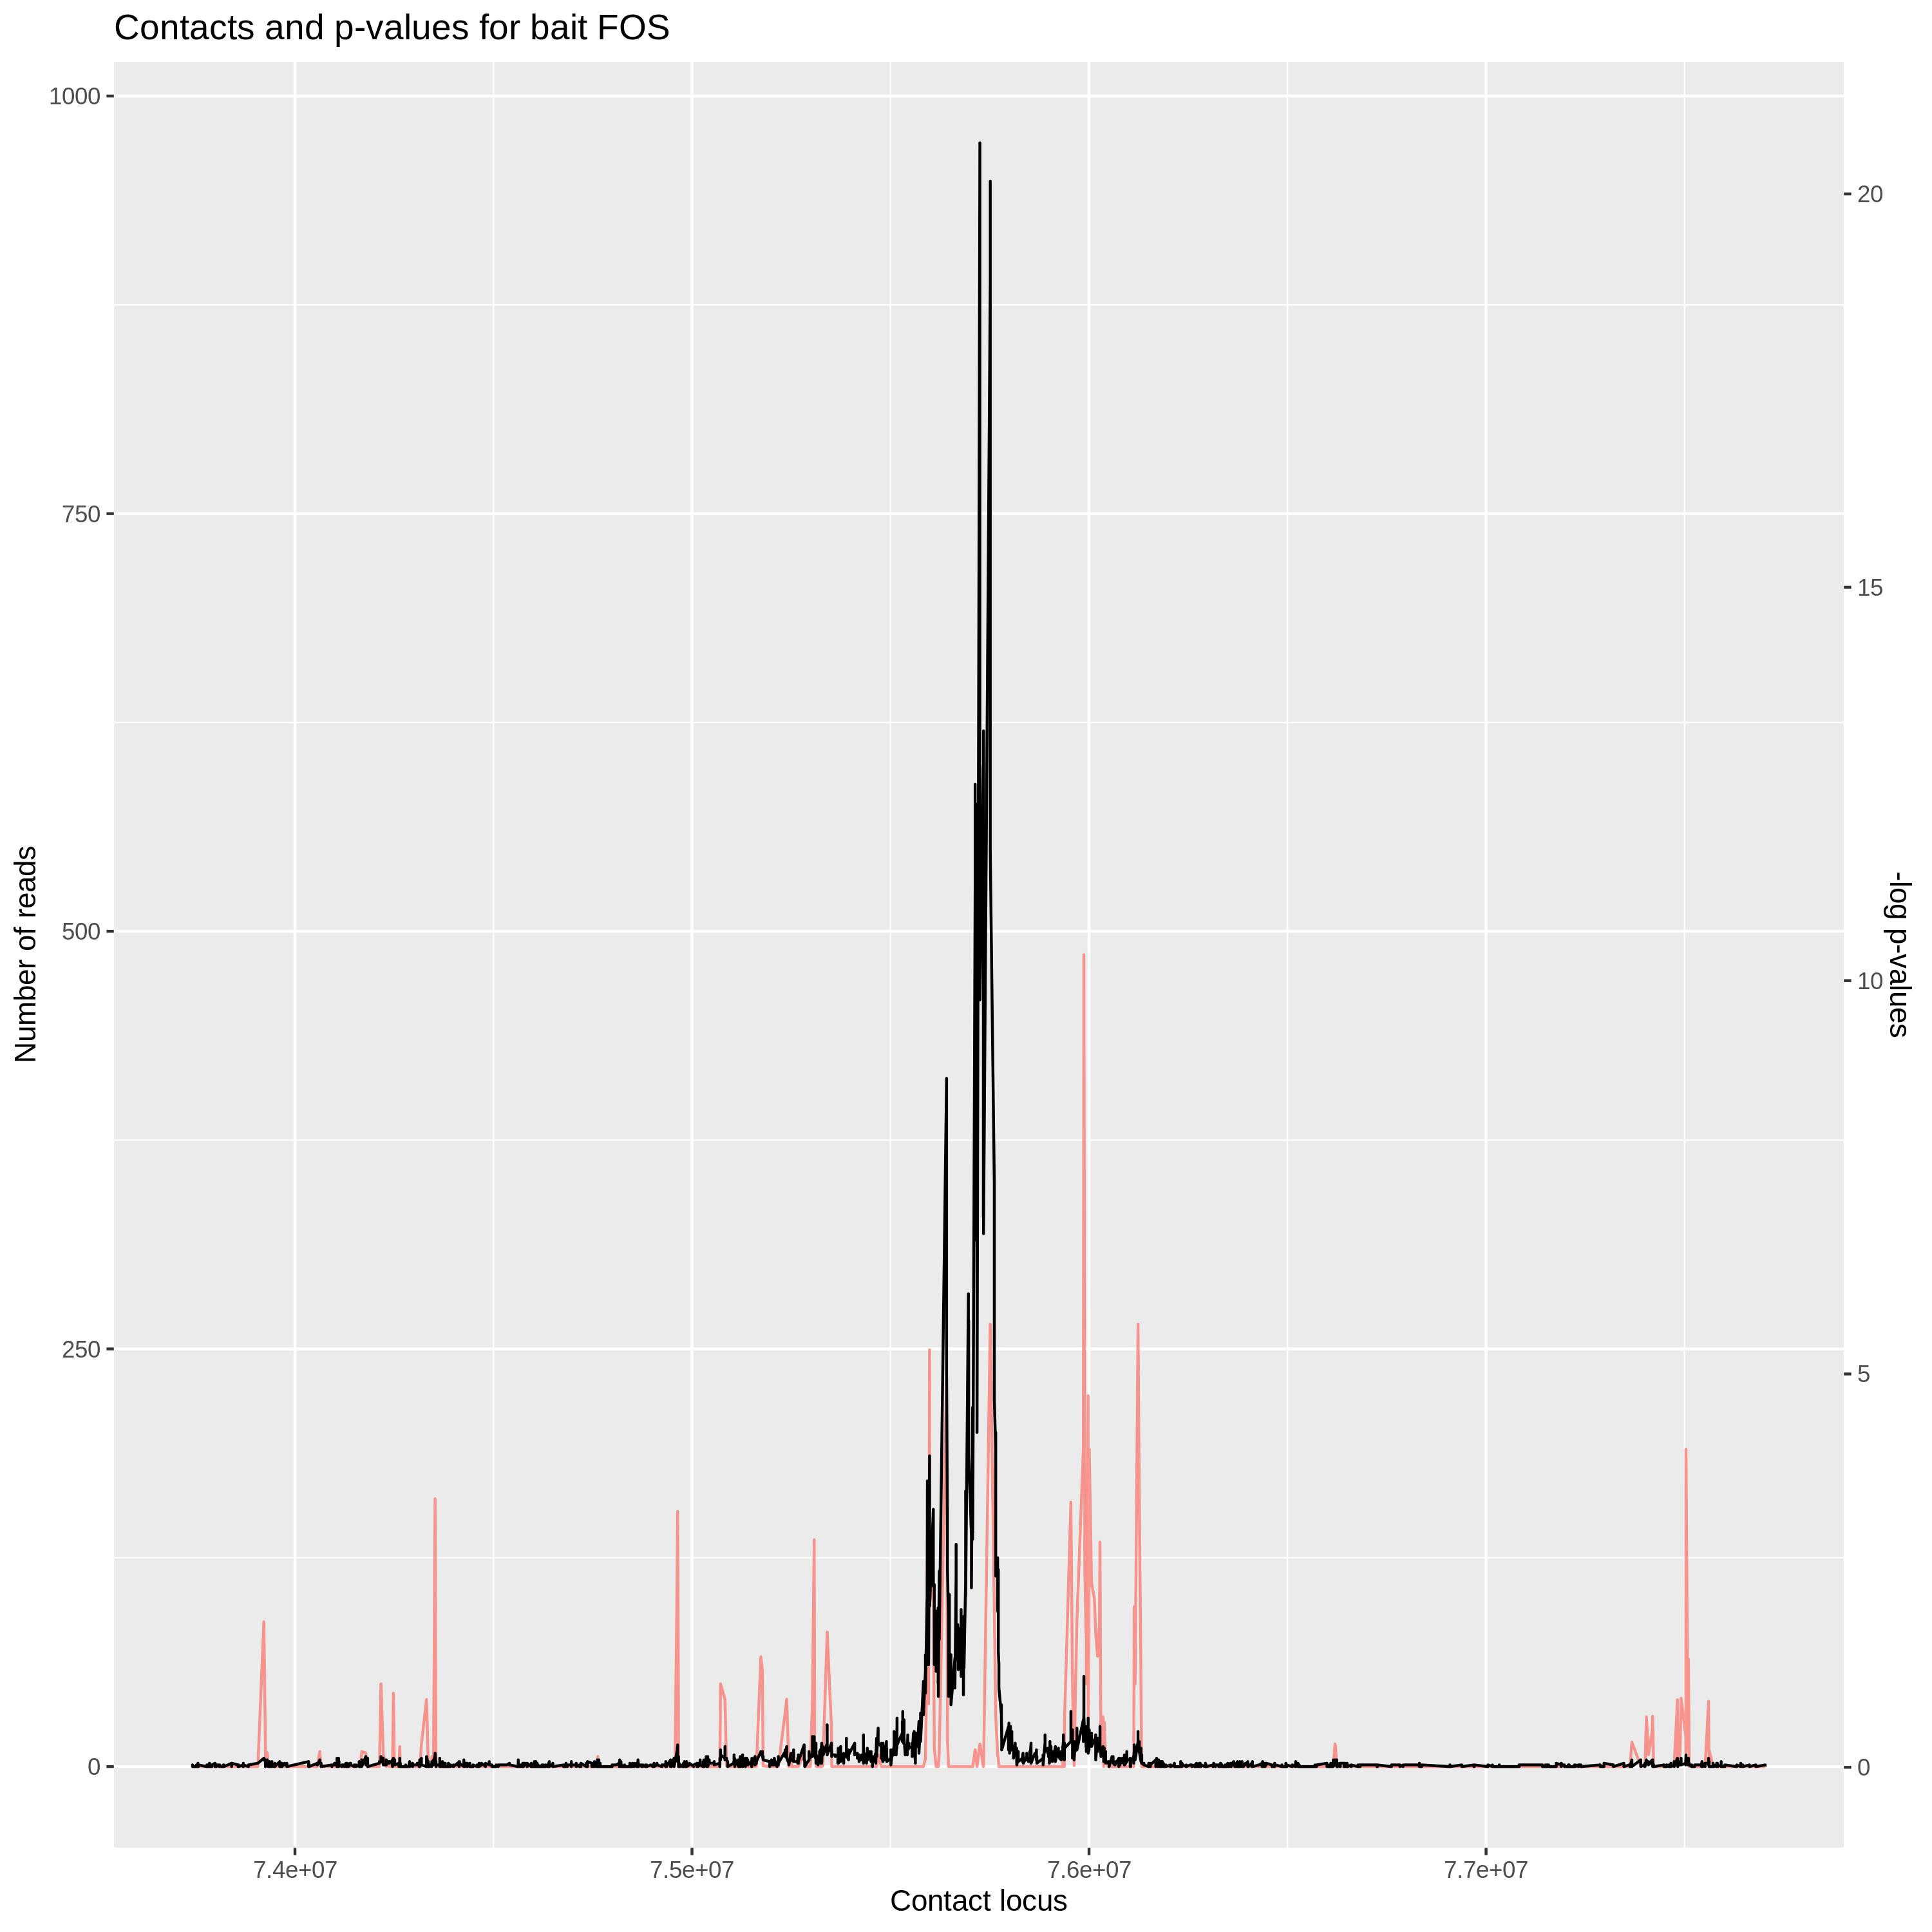 Contacts and p-values for bait FOS
1000
750
500
250
0
Number of reads
20
15
10
5
0
-log p-values
7.4e+07 7.5e+07 7.6e+07 7.7e+07
Contact locus